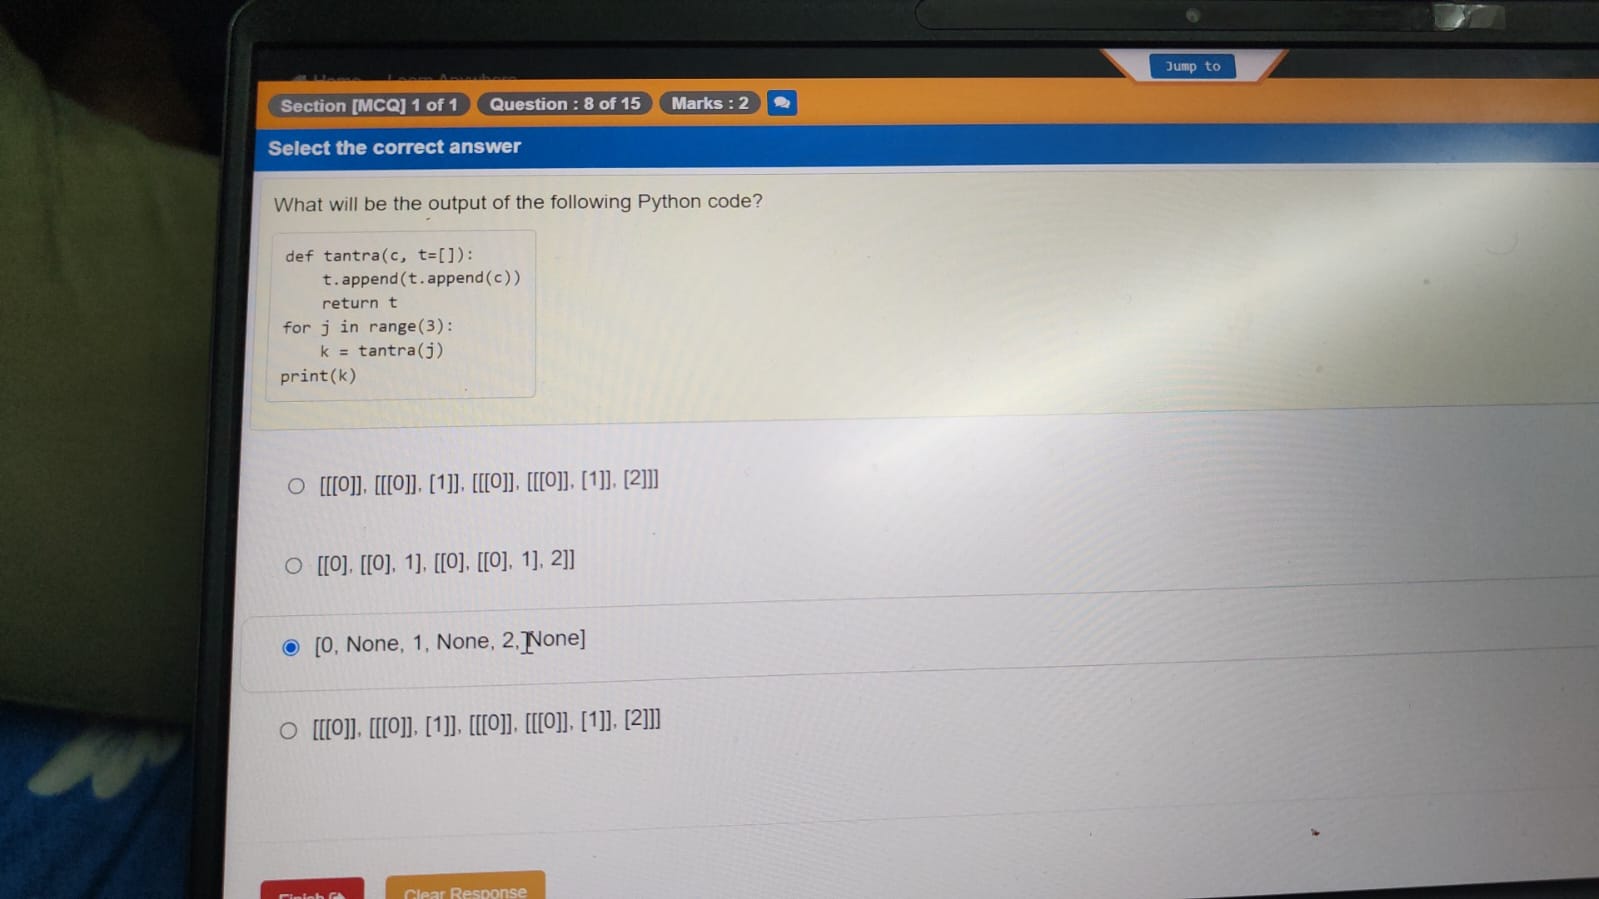 Home Learn Anywhere
Jump to
Section [MCQ] 1 of 1 Question : 8 of 15 Marks : 2
Select the correct answer
What will be the output of the following Python code?
def tantra(c, t=[]):
    t.append(t.append(c))
    return t
for j in range(3):
    k = tantra(j)
print(k)
[[[0]], [[[0]], [1]], [[[0]], [[[0]], [1]], [2]]]
[[0], [[0], 1], [[0], [[0], 1], 2]]
[0, None, 1, None, 2, None]
[[[0]], [[[0]], [1]], [[[0]], [[[0]], [1]], [2]]]
Finish Clear Response